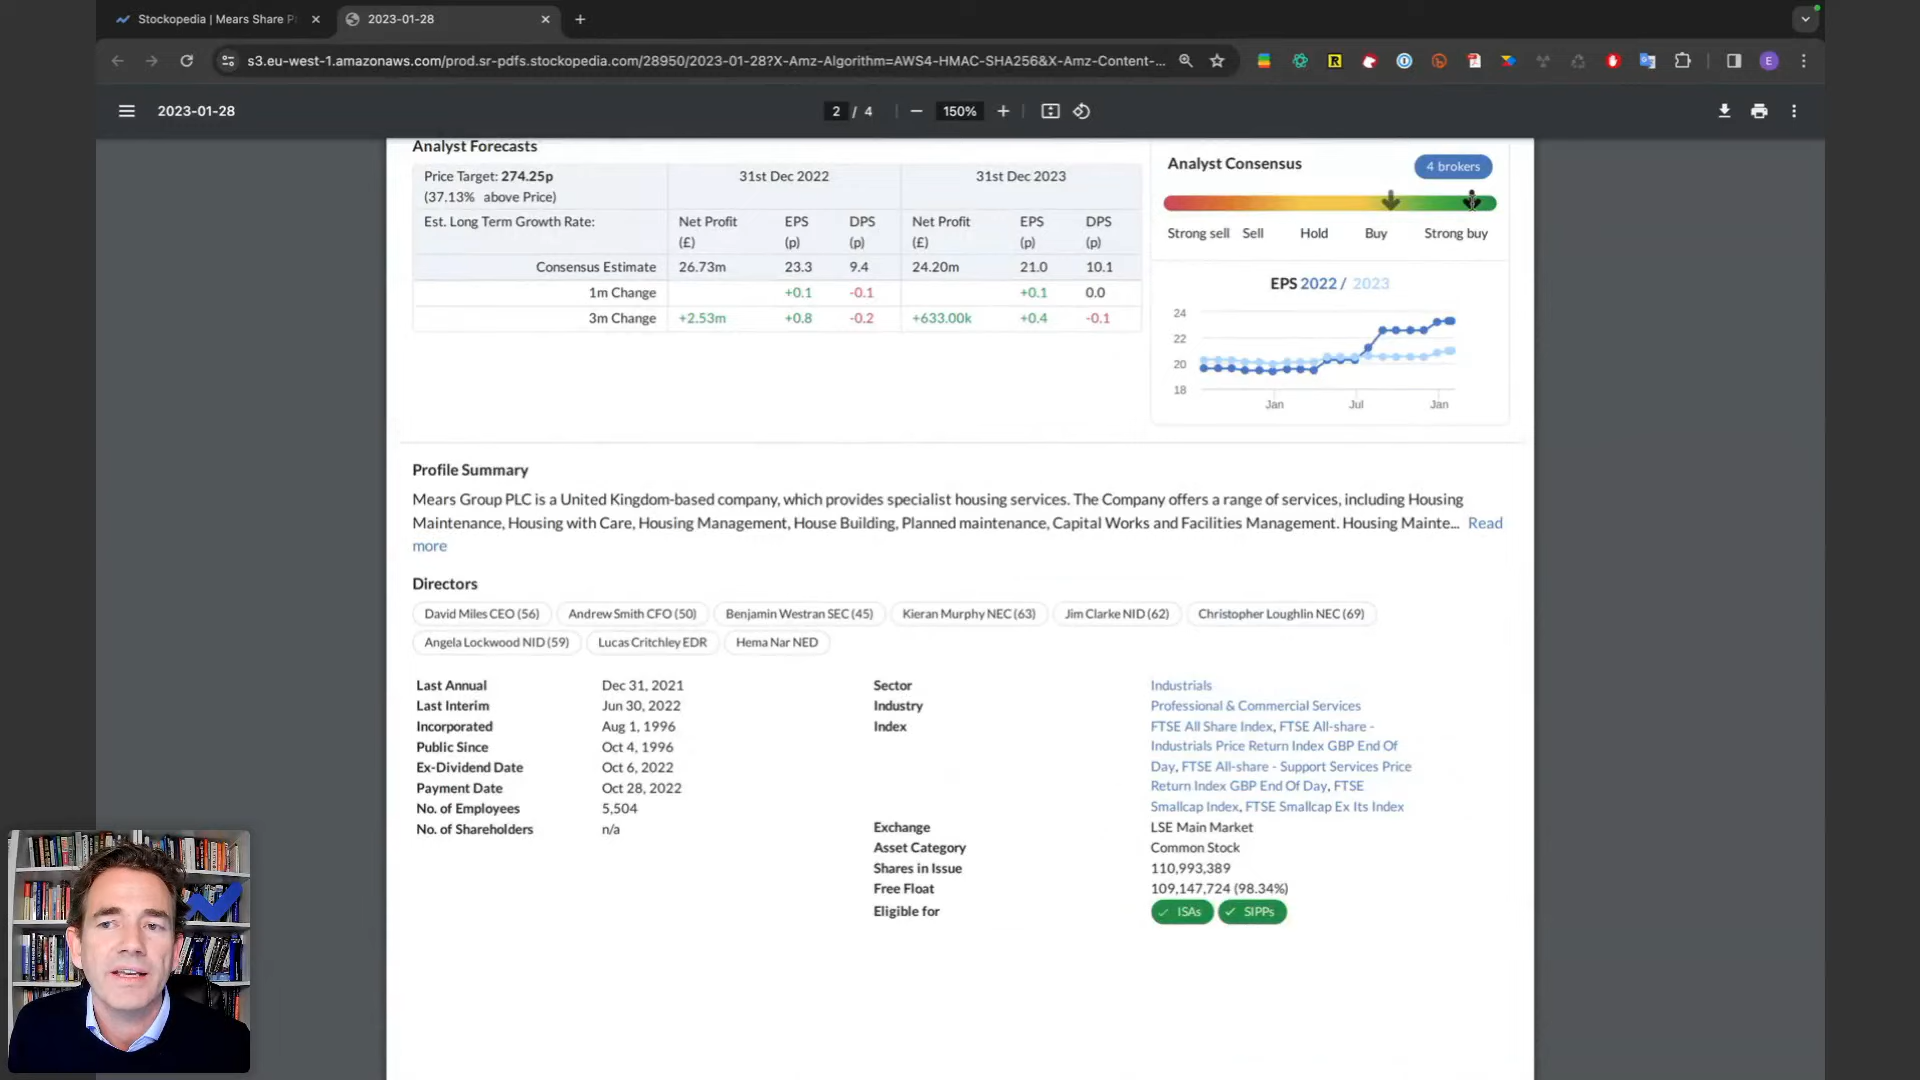 Stockopedia | Mears Share P
2023-01-28
s3.eu-west-1.amazonaws.com/prod.sr-pdfs.stockopedia.com/28950/2023-01-28?X-Amz-Algorithm=AWS4-HMAC-SHA256&X-Amz-Content-...
E
2023-01-28
2 / 4
150%
Analyst Forecasts
Price Target: 274.25p
(37.13% above Price)
31st Dec 2022
31st Dec 2023
Est. Long Term Growth Rate:
Net Profit (£)
EPS (p)
DPS (p)
Net Profit (£)
EPS (p)
DPS (p)
Consensus Estimate 26.73m 23.3 9.4 24.20m 21.0 10.1
1m Change +0.1 -0.1 +0.1 0.0
3m Change +2.53m +0.8 -0.2 +633.00k +0.4 -0.1
Analyst Consensus
4 brokers
Strong sell Sell Hold Buy Strong buy
EPS 2022 / 2023
24
22
20
18
Jan Jul Jan
Profile Summary
Mears Group PLC is a United Kingdom-based company, which provides specialist housing services. The Company offers a range of services, including Housing
Maintenance, Housing with Care, Housing Management, House Building, Planned maintenance, Capital Works and Facilities Management. Housing Mainte... Read
more
Directors
David Miles CEO (56) Andrew Smith CFO (50) Benjamin Westran SEC (45) Kieran Murphy NEC (63) Jim Clarke NID (62) Christopher Loughlin NEC (69)
Angela Lockwood NID (59) Lucas Critchley EDR Hema Nar NED
Last Annual Dec 31, 2021
Last Interim Jun 30, 2022
Incorporated Aug 1, 1996
Public Since Oct 4, 1996
Ex-Dividend Date Oct 6, 2022
Payment Date Oct 28, 2022
No. of Employees 5,504
No. of Shareholders n/a
Sector Industrials
Industry Professional & Commercial Services
Index FTSE All Share Index, FTSE All-share -
Industrials Price Return Index GBP End Of
Day, FTSE All-share - Support Services Price
Return Index GBP End Of Day, FTSE
Smallcap Index, FTSE Smallcap Ex Its Index
Exchange LSE Main Market
Asset Category Common Stock
Shares in Issue 110,993,389
Free Float 109,147,724 (98.34%)
Eligible for ISAs SIPPs